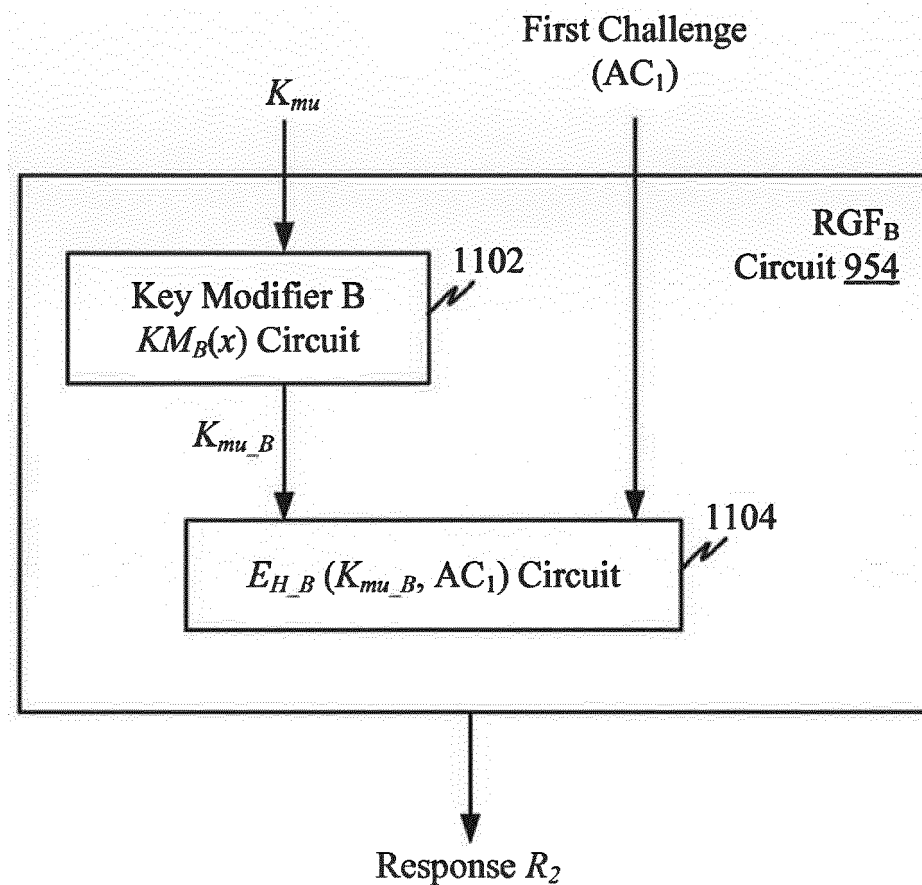 First Challenge
(AC₁)
K_mu
RGF_B
Circuit 954
1102
Key Modifier B
KM_B(x) Circuit
K_mu_B
1104
E_H_B (K_mu_B, AC₁) Circuit
Response R₂